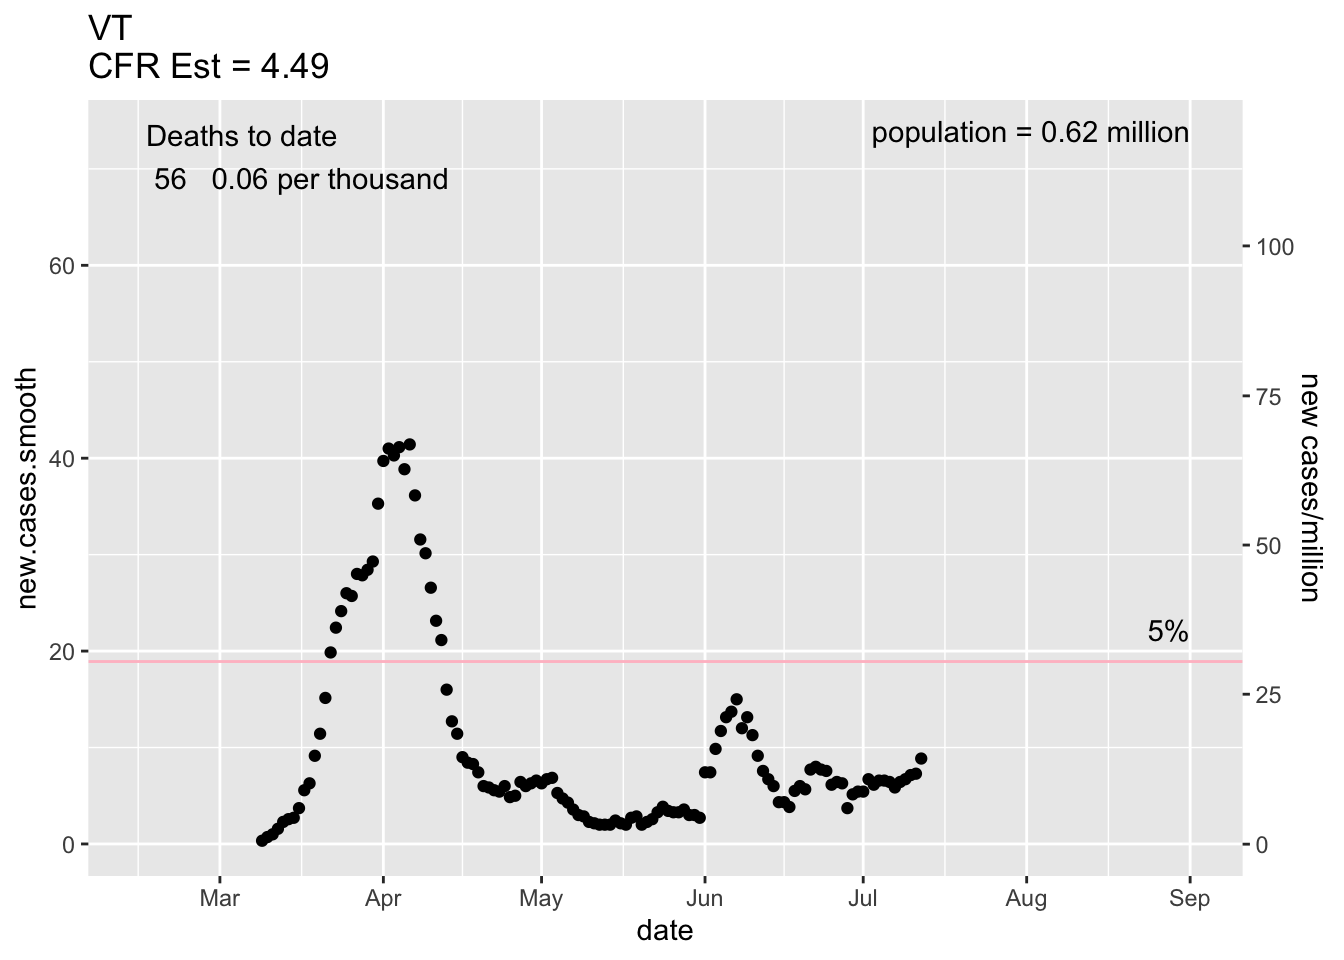 VT
CFR Est = 4.49
Deaths to date
56 0.06 per thousand
population = 0.62 million
5%
new.cases.smooth
60
40
20
0
new cases/million
100
75
50
25
0
Mar Apr May Jun Jul Aug Sep
date